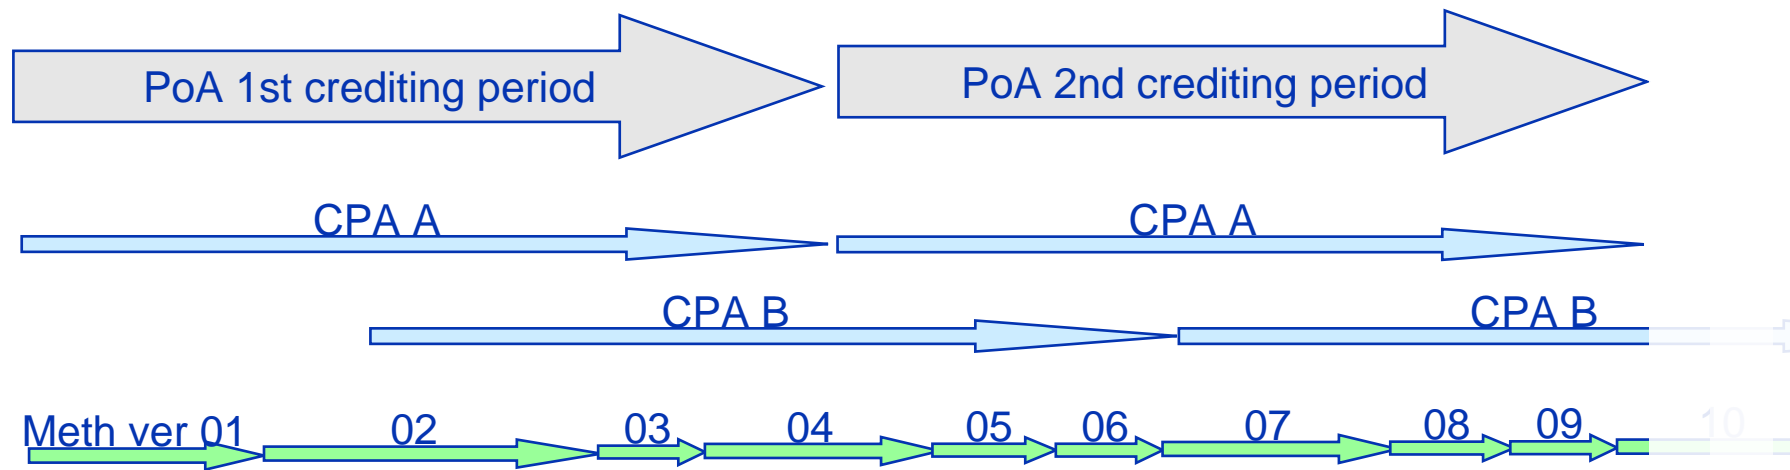 PoA 1st crediting period PoA 2nd crediting period
CPA A CPA A
CPA B CPA B
Meth ver 01 02 03 04 05 06 07 08 09 10